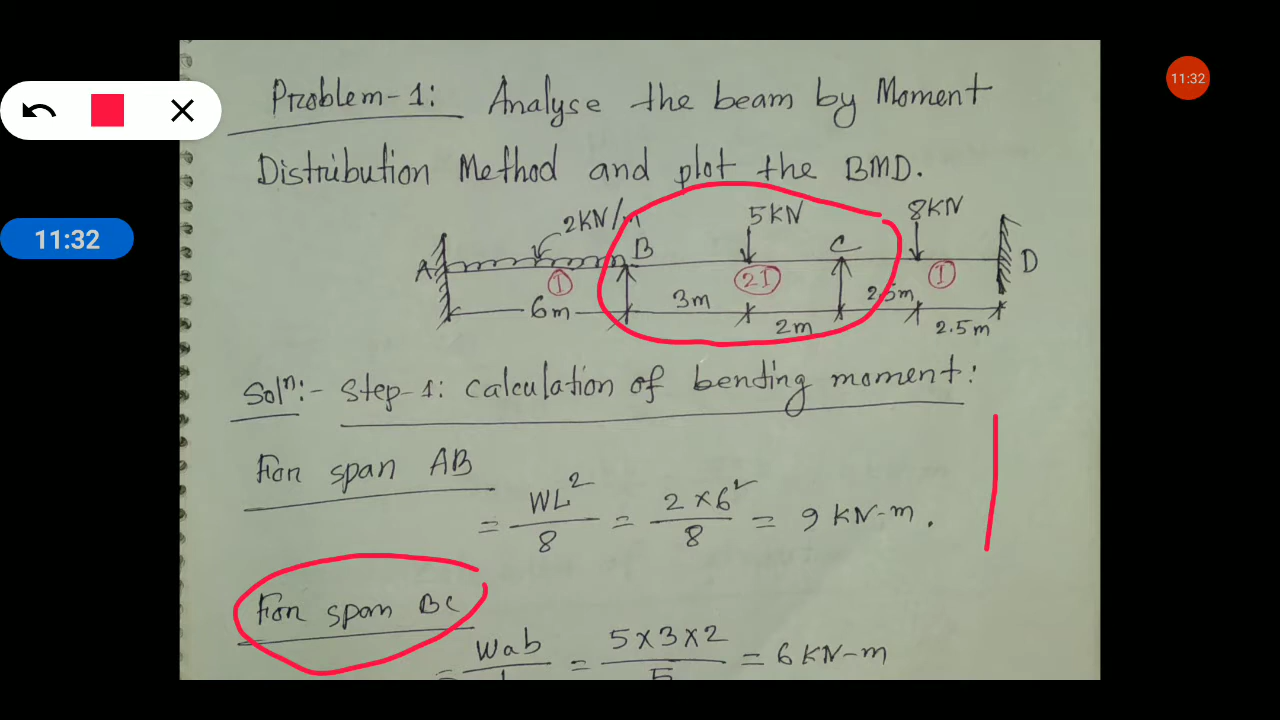 11:32
11:32
Problem-1: Analyse the beam by Moment
Distribution Method and plot the BMD.
2KN/m 5KN 8KN
A B C D
I 2I I
6m 3m 2m 2.5m 2.5m
Solⁿ:- Step-1: Calculation of bending moment:
For span AB
= WL²/8 = 2×6²/8 = 9 KN-m.
For span BC
= Wab/L = 5×3×2/5 = 6 KN-m